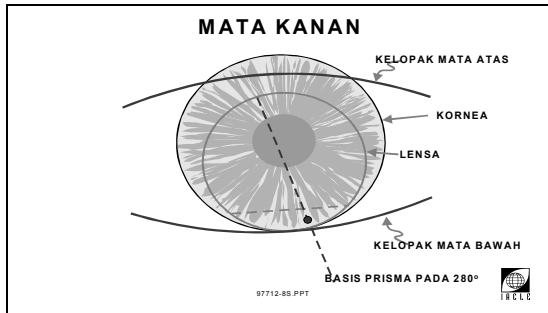 MATA KANAN
KELOPAK MATA ATAS
KORNEA
LENSA
KELOPAK MATA BAWAH
BASIS PRISMA PADA 280°
97712-8S.PPT
IACLE